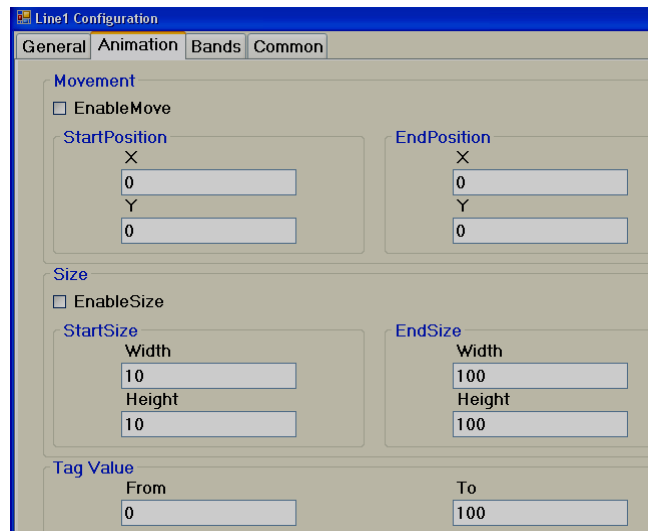 Line1 Configuration
General Animation Bands Common
Movement
EnableMove
StartPosition EndPosition
X X
0 0
Y Y
0 0
Size
EnableSize
StartSize EndSize
Width Width
10 100
Height Height
10 100
Tag Value
From To
0 100